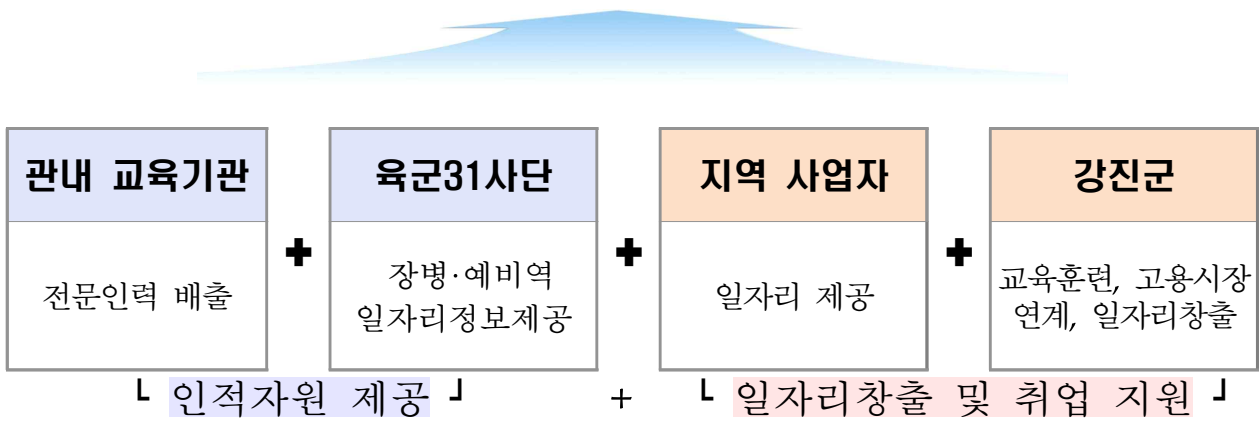 관내 교육기관
전문인력 배출
+
육군31사단
장병·예비역
일자리정보제공
+
지역 사업자
일자리 제공
+
강진군
교육훈련, 고용시장
연계, 일자리창출
┗ 인적자원 제공 ┛ + ┗ 일자리창출 및 취업 지원 ┛